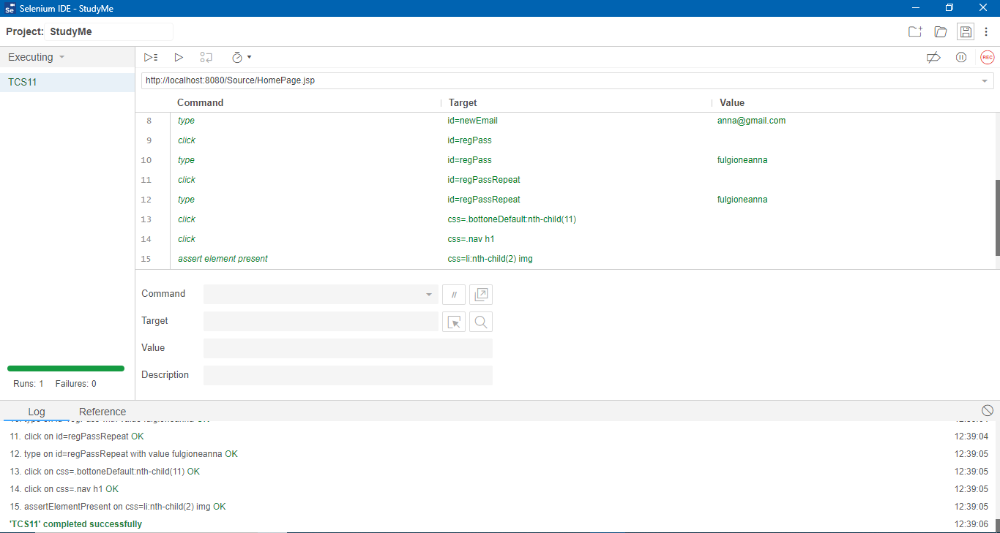 Selenium IDE - StudyMe
Project: StudyMe
Executing
REC
TCS11
http://localhost:8080/Source/HomePage.jsp
Command Target Value
8 type id=newEmail anna@gmail.com
9 click id=regPass
10 type id=regPass fulgioneanna
11 click id=regPassRepeat
12 type id=regPassRepeat fulgioneanna
13 click css=.bottoneDefault:nth-child(11)
14 click css=.nav h1
15 assert element present css=li:nth-child(2) img
Command //
Target
Value
Description
Runs: 1 Failures: 0
Log Reference
11. click on id=regPassRepeat OK 12:39:04
12. type on id=regPassRepeat with value fulgioneanna OK 12:39:05
13. click on css=.bottoneDefault:nth-child(11) OK 12:39:05
14. click on css=.nav h1 OK 12:39:05
15. assertElementPresent on css=li:nth-child(2) img OK 12:39:05
'TCS11' completed successfully 12:39:06